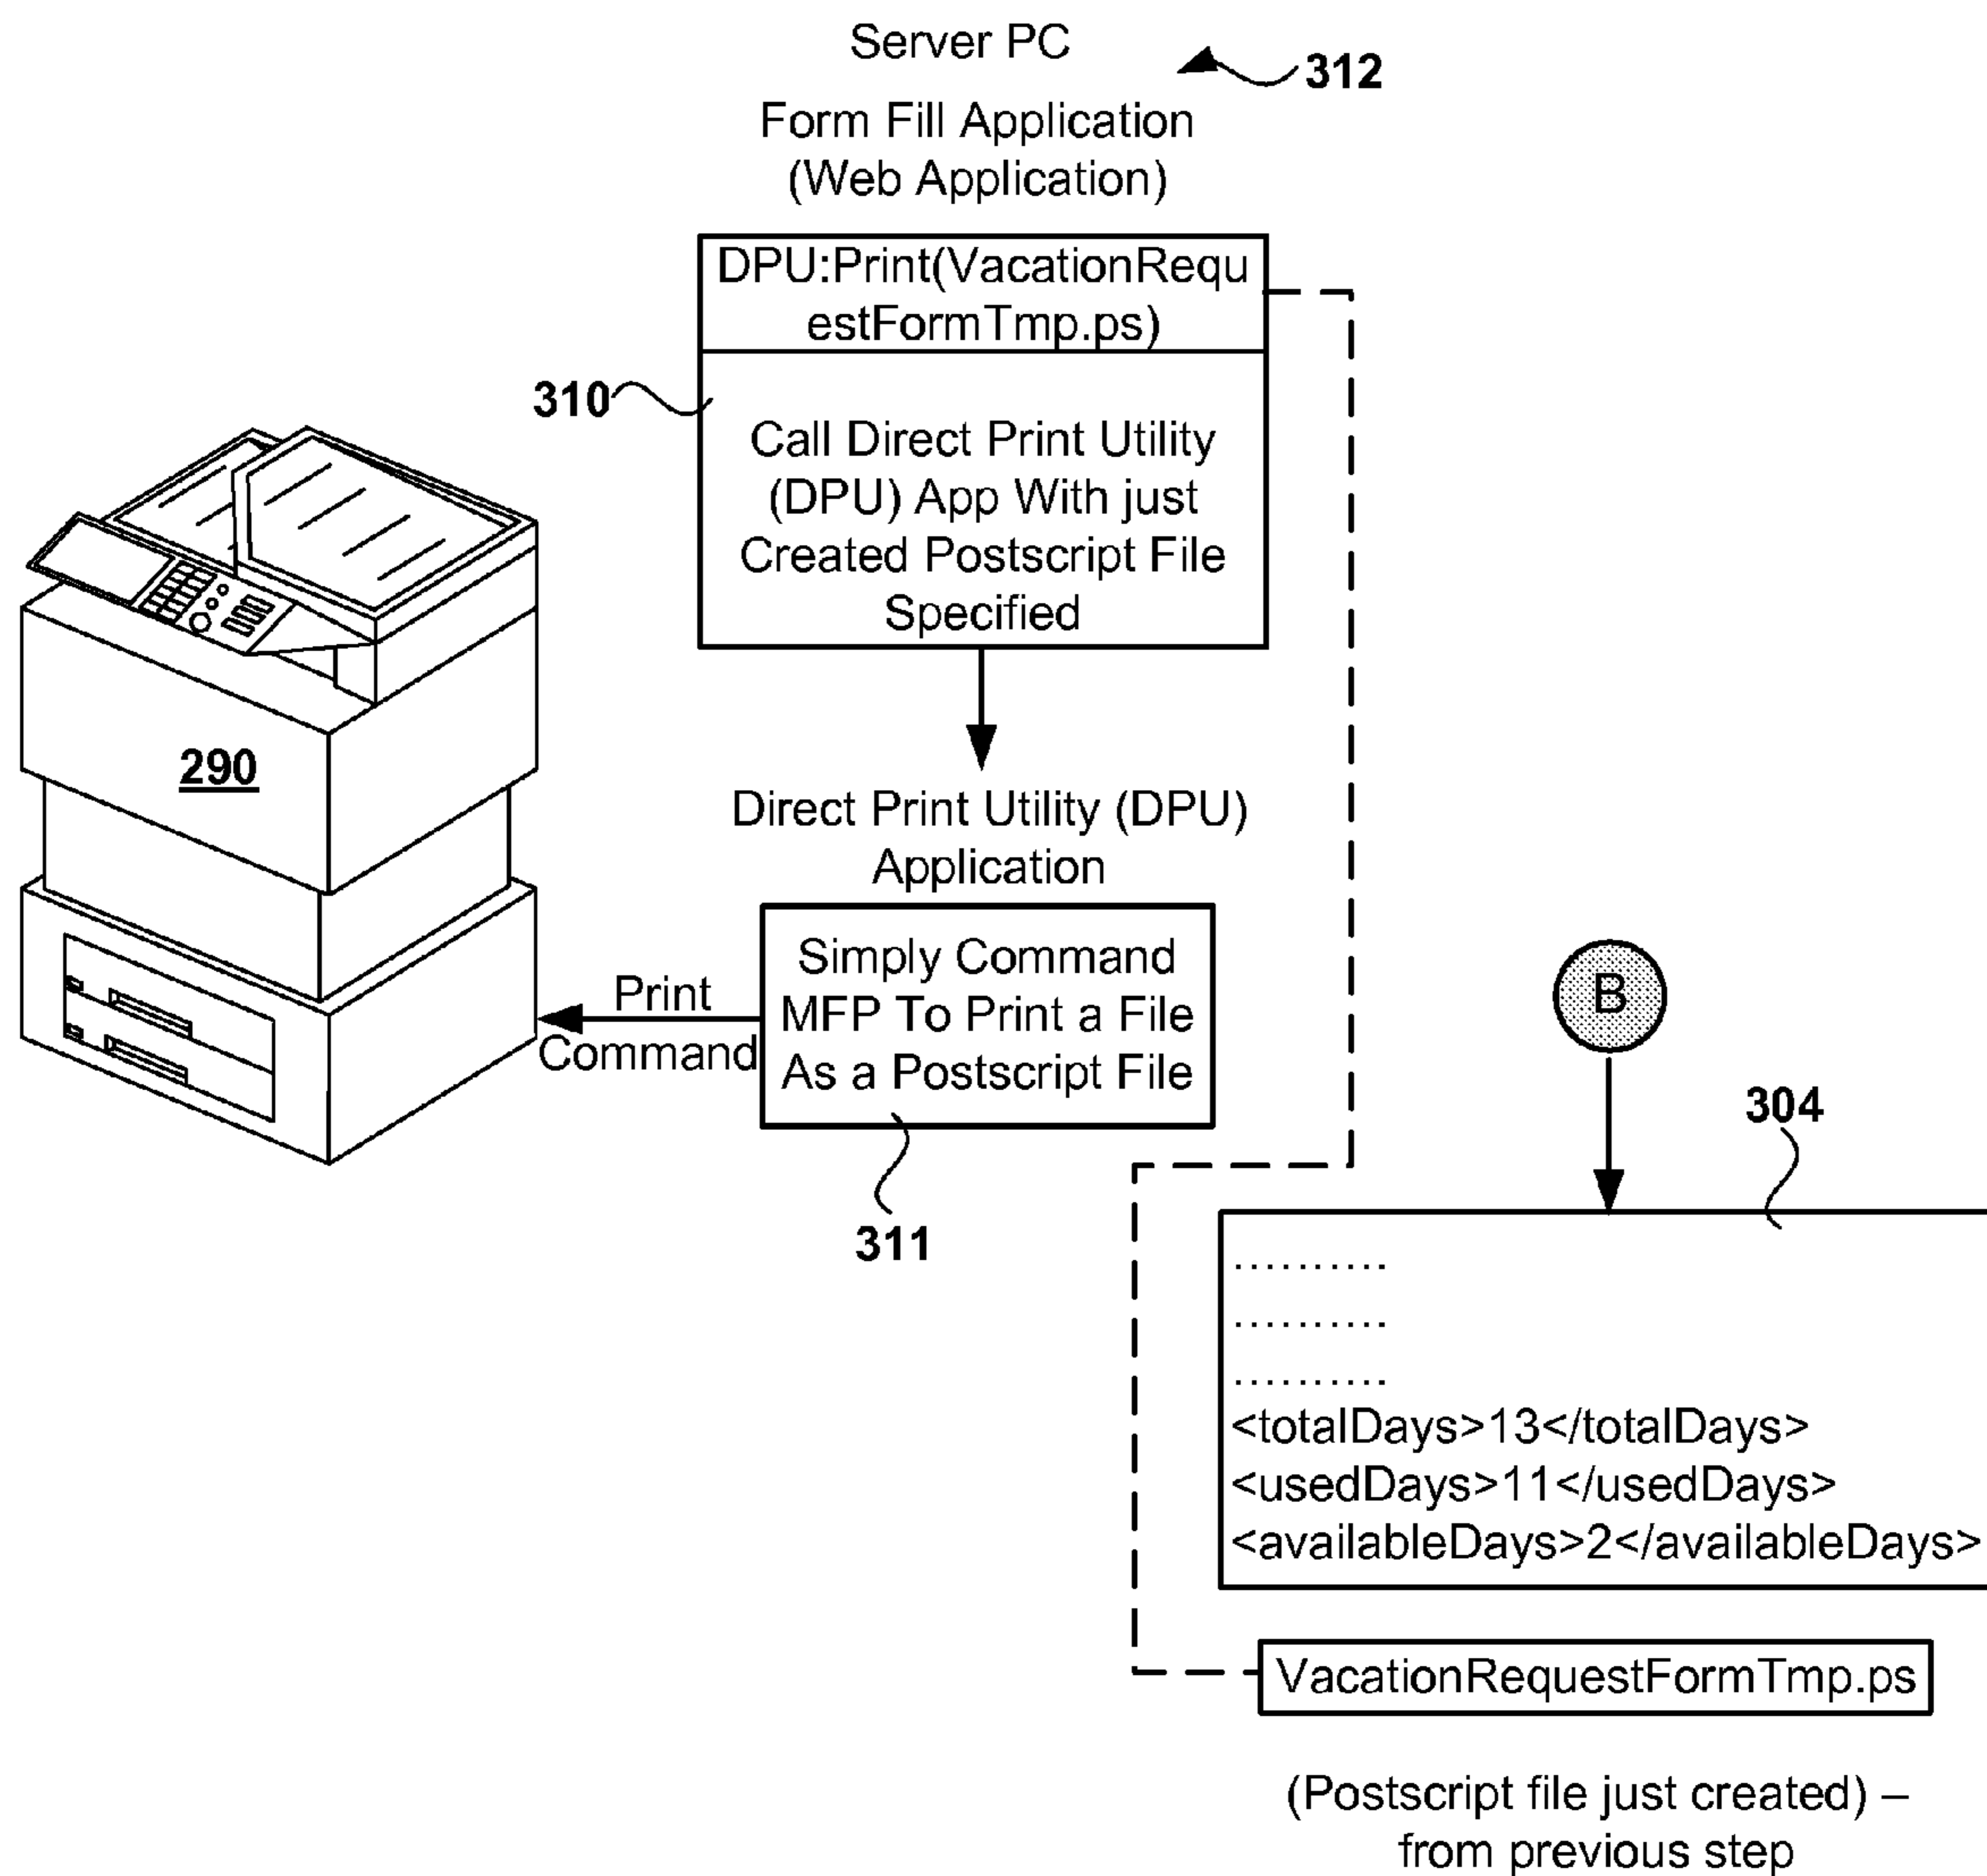 Server PC
312
Form Fill Application
(Web Application)
DPU:Print(VacationRequ
estFormTmp.ps)
310
Call Direct Print Utility
(DPU) App With just
Created Postscript File
Specified
290
Direct Print Utility (DPU)
Application
Simply Command
MFP To Print a File
As a Postscript File
Print
Command
311
B
304
..........
..........
..........
<totalDays>13</totalDays>
<usedDays>11</usedDays>
<availableDays>2</availableDays>
VacationRequestFormTmp.ps
(Postscript file just created) –
from previous step